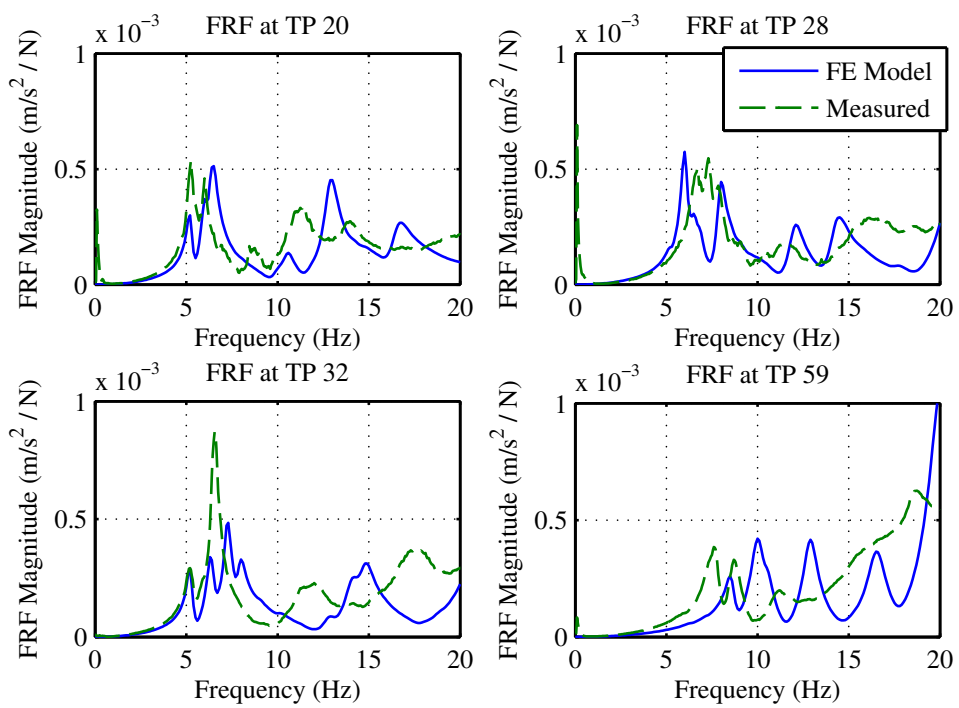 x 10⁻³
FRF at TP 20
FRF Magnitude (m/s² / N)
1
0.5
0
0 5 10 15 20
Frequency (Hz)
x 10⁻³
FRF at TP 28
FRF Magnitude (m/s² / N)
1
0.5
0
0 5 10 15 20
Frequency (Hz)
FE Model
Measured
x 10⁻³
FRF at TP 32
FRF Magnitude (m/s² / N)
1
0.5
0
0 5 10 15 20
Frequency (Hz)
x 10⁻³
FRF at TP 59
FRF Magnitude (m/s² / N)
1
0.5
0
0 5 10 15 20
Frequency (Hz)